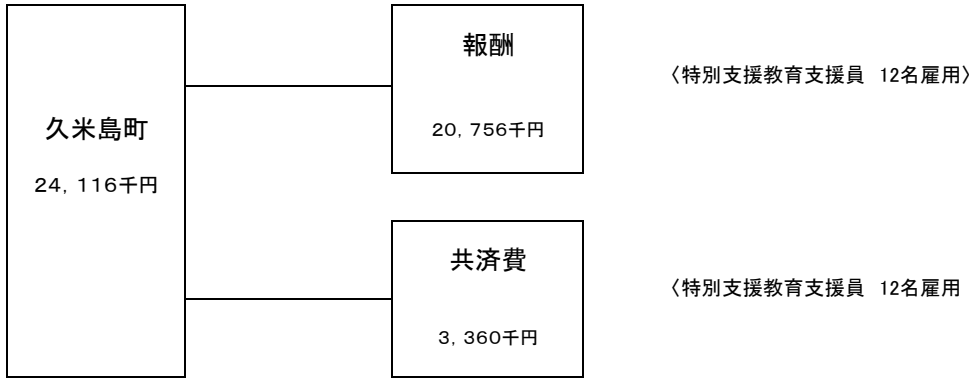 久米島町
24，116千円
報酬
20，756千円
〈特別支援教育支援員　12名雇用〉
共済費
3，360千円
〈特別支援教育支援員　12名雇用